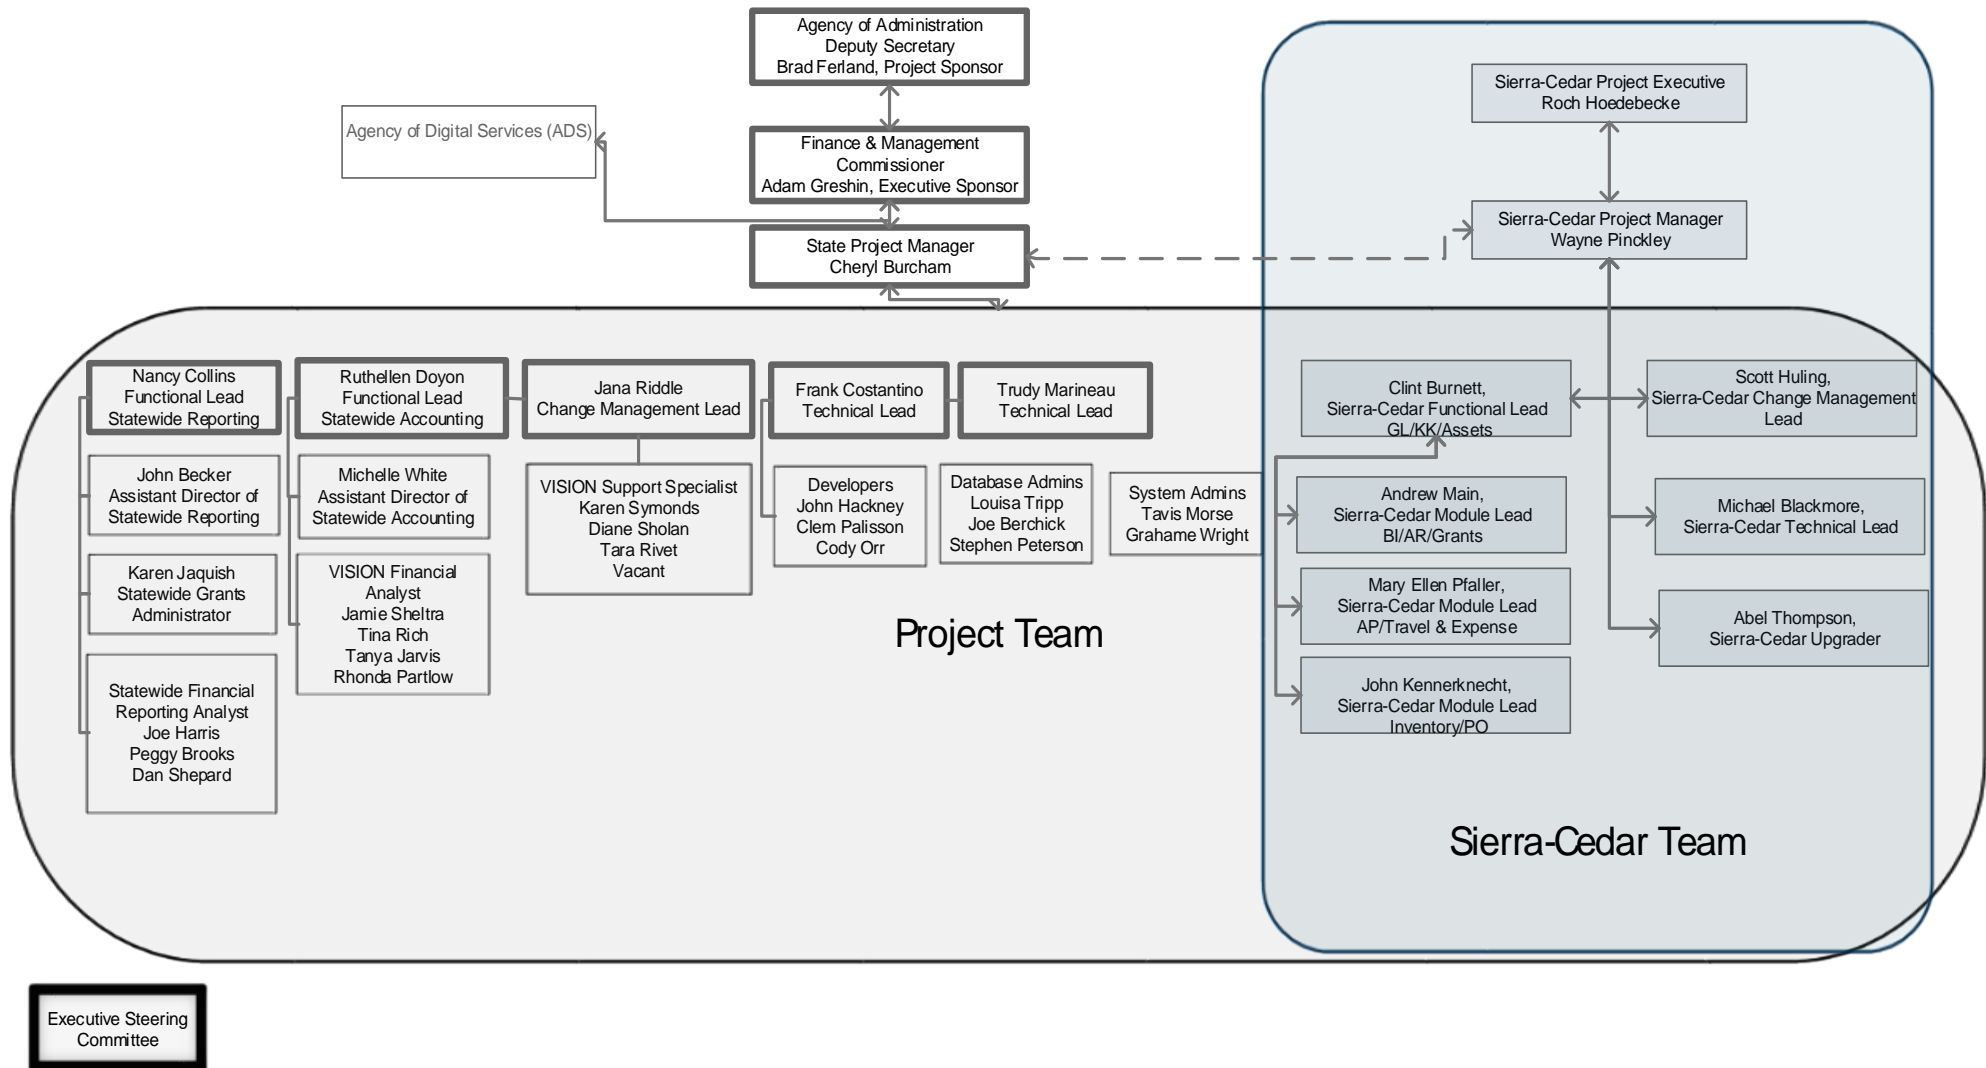 Agency of Administration
Deputy Secretary
Brad Ferland, Project Sponsor
Agency of Digital Services (ADS)
Finance & Management
Commissioner
Adam Greshin, Executive Sponsor
State Project Manager
Cheryl Burcham
Sierra-Cedar Project Executive
Roch Hoedebecke
Sierra-Cedar Project Manager
Wayne Pinckley
Nancy Collins
Functional Lead
Statewide Reporting
Ruthellen Doyon
Functional Lead
Statewide Accounting
Jana Riddle
Change Management Lead
Frank Costantino
Technical Lead
Trudy Marineau
Technical Lead
John Becker
Assistant Director of
Statewide Reporting
Michelle White
Assistant Director of
Statewide Accounting
VISION Support Specialist
Karen Symonds
Diane Sholan
Tara Rivet
Vacant
Developers
John Hackney
Clem Palisson
Cody Orr
Database Admins
Louisa Tripp
Joe Berchick
Stephen Peterson
System Admins
Tavis Morse
Grahame Wright
Karen Jaquish
Statewide Grants
Administrator
VISION Financial
Analyst
Jamie Sheltra
Tina Rich
Tanya Jarvis
Rhonda Partlow
Statewide Financial
Reporting Analyst
Joe Harris
Peggy Brooks
Dan Shepard
Project Team
Clint Burnett,
Sierra-Cedar Functional Lead
GL/KK/Assets
Scott Huling,
Sierra-Cedar Change Management
Lead
Andrew Main,
Sierra-Cedar Module Lead
BI/AR/Grants
Michael Blackmore,
Sierra-Cedar Technical Lead
Mary Ellen Pfaller,
Sierra-Cedar Module Lead
AP/Travel & Expense
Abel Thompson,
Sierra-Cedar Upgrader
John Kennerknecht,
Sierra-Cedar Module Lead
Inventory/PO
Sierra-Cedar Team
Executive Steering
Committee